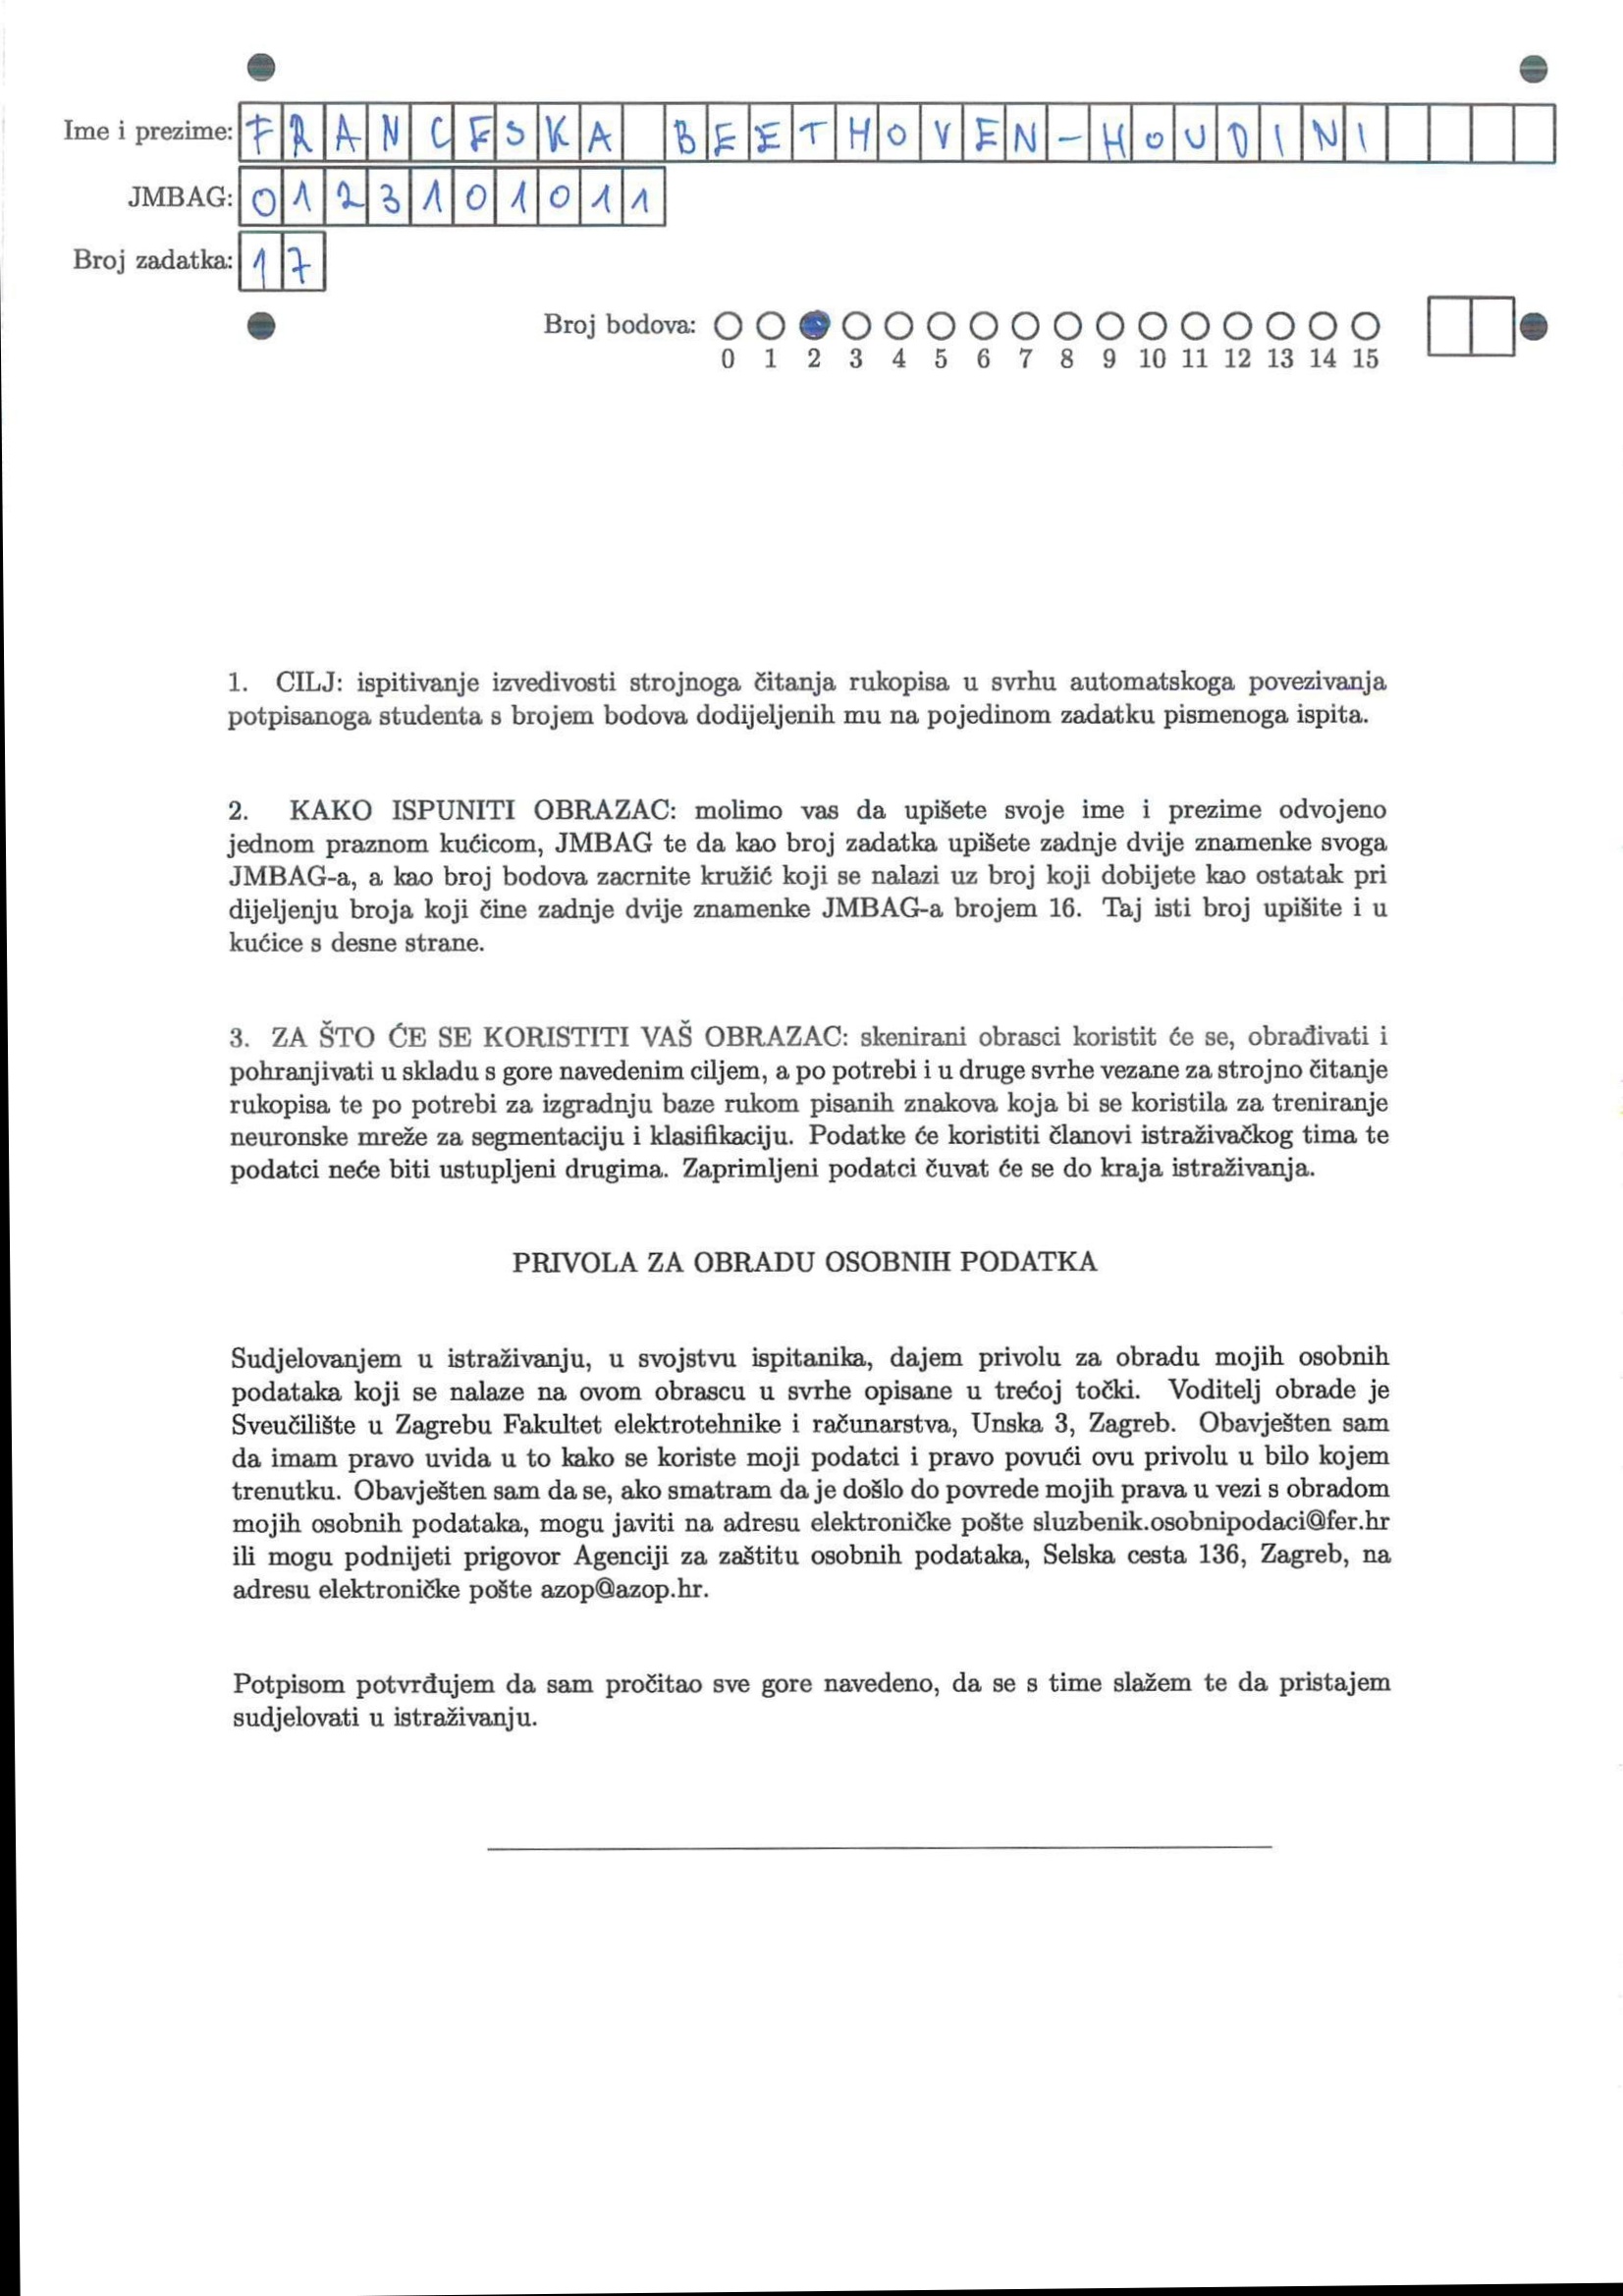 Ime i prezime: FRANCESKA BEETHOVEN-HOUDINI
JMBAG: 0123101011
Broj zadatka: 17
Broj bodova:
0 1 2 3 4 5 6 7 8 9 10 11 12 13 14 15
1. CILJ: ispitivanje izvedivosti strojnoga čitanja rukopisa u svrhu automatskoga povezivanja
potpisanoga studenta s brojem bodova dodijeljenih mu na pojedinom zadatku pismenoga ispita.
2. KAKO ISPUNITI OBRAZAC: molimo vas da upišete svoje ime i prezime odvojeno
jednom praznom kućicom, JMBAG te da kao broj zadatka upišete zadnje dvije znamenke svoga
JMBAG-a, a kao broj bodova zacrnite kružić koji se nalazi uz broj koji dobijete kao ostatak pri
dijeljenju broja koji čine zadnje dvije znamenke JMBAG-a brojem 16. Taj isti broj upišite i u
kućice s desne strane.
3. ZA ŠTO ĆE SE KORISTITI VAŠ OBRAZAC: skenirani obrasci koristit će se, obrađivati i
pohranjivati u skladu s gore navedenim ciljem, a po potrebi i u druge svrhe vezane za strojno čitanje
rukopisa te po potrebi za izgradnju baze rukom pisanih znakova koja bi se koristila za treniranje
neuronske mreže za segmentaciju i klasifikaciju. Podatke će koristiti članovi istraživačkog tima te
podatci neće biti ustupljeni drugima. Zaprimljeni podatci čuvat će se do kraja istraživanja.
PRIVOLA ZA OBRADU OSOBNIH PODATKA
Sudjelovanjem u istraživanju, u svojstvu ispitanika, dajem privolu za obradu mojih osobnih
podataka koji se nalaze na ovom obrascu u svrhe opisane u trećoj točki. Voditelj obrade je
Sveučilište u Zagrebu Fakultet elektrotehnike i računarstva, Unska 3, Zagreb. Obavješten sam
da imam pravo uvida u to kako se koriste moji podatci i pravo povući ovu privolu u bilo kojem
trenutku. Obavješten sam da se, ako smatram da je došlo do povrede mojih prava u vezi s obradom
mojih osobnih podataka, mogu javiti na adresu elektroničke pošte sluzbenik.osobnipodaci@fer.hr
ili mogu podnijeti prigovor Agenciji za zaštitu osobnih podataka, Selska cesta 136, Zagreb, na
adresu elektroničke pošte azop@azop.hr.
Potpisom potvrđujem da sam pročitao sve gore navedeno, da se s time slažem te da pristajem
sudjelovati u istraživanju.